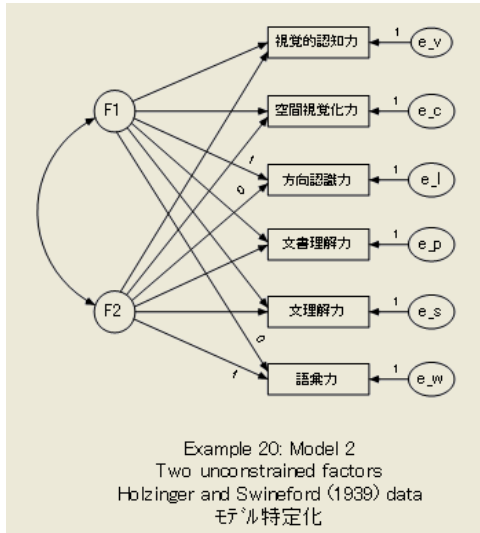 視覚的認知力
1
e_v
F1
空間視覚化力
1
e_c
1
方向認識力
1
e_l
0
文書理解力
1
e_p
F2
文理解力
1
e_s
0
1
語彙力
1
e_w
Example 20: Model 2
Two unconstrained factors
Holzinger and Swineford (1939) data
モデル特定化